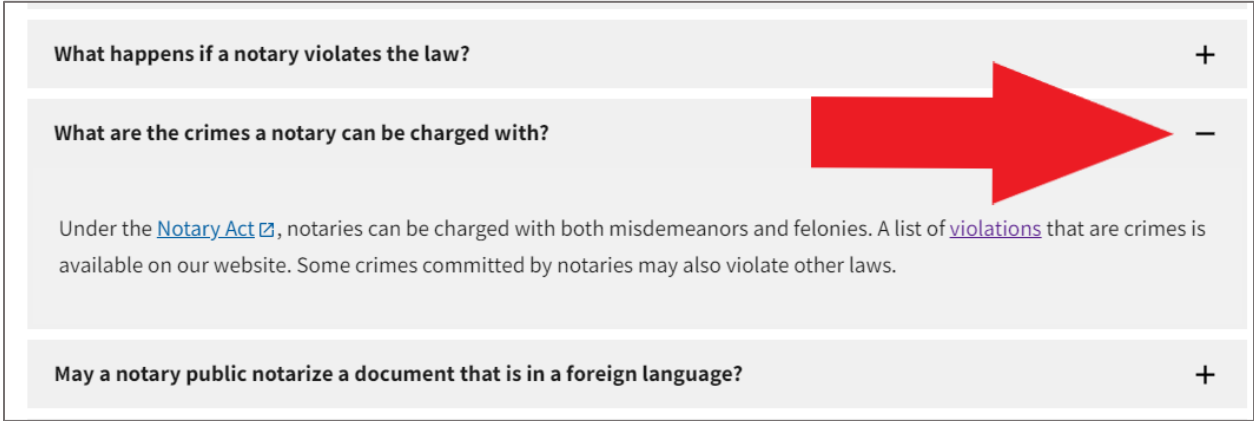 What happens if a notary violates the law? +
What are the crimes a notary can be charged with? −
Under the Notary Act, notaries can be charged with both misdemeanors and felonies. A list of violations that are crimes is
available on our website. Some crimes committed by notaries may also violate other laws.
May a notary public notarize a document that is in a foreign language? +